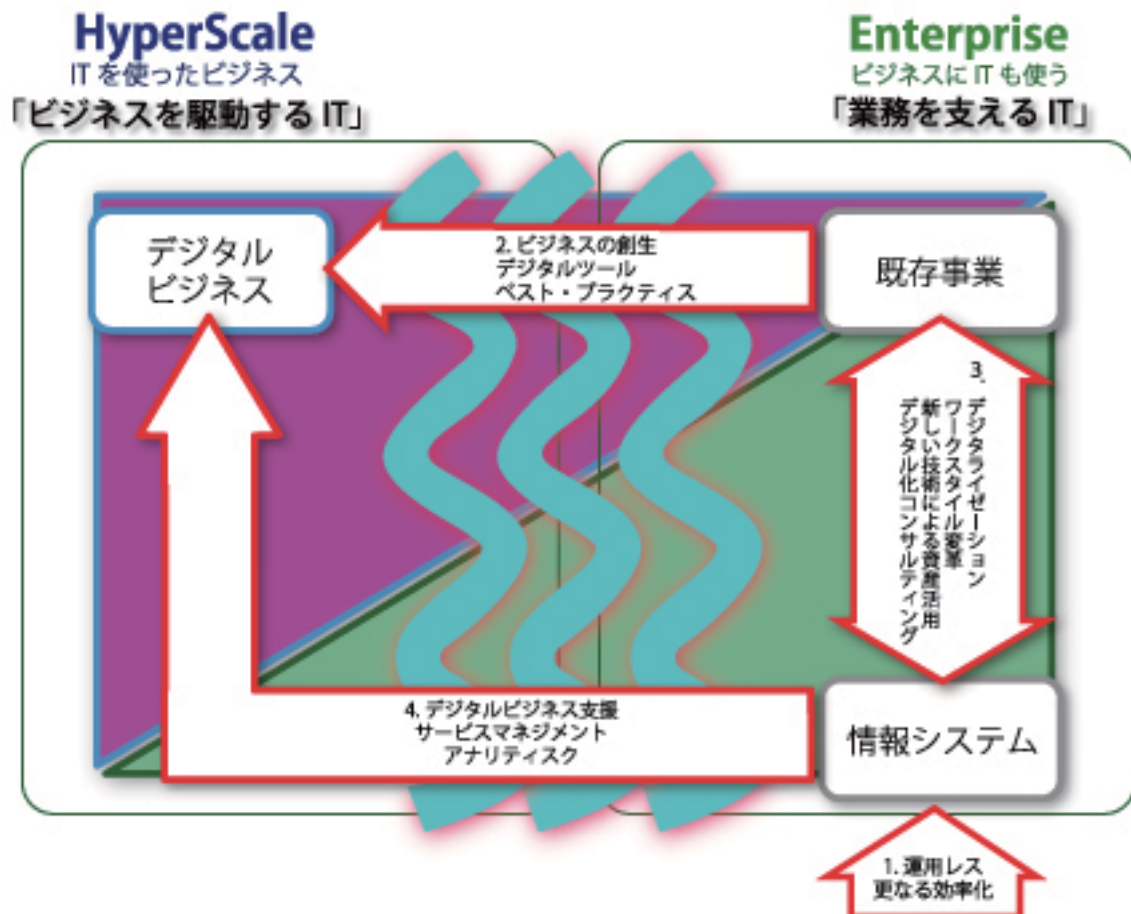 HyperScale
ITを使ったビジネス
「ビジネスを駆動するIT」
Enterprise
ビジネスにITも使う
「業務を支えるIT」
デジタル
ビジネス
2. ビジネスの創生
デジタルツール
ベスト・プラクティス
既存事業
3. デジタライゼーション
ワークスタイル変革
新しい技術による資産活用
デジタル化コンサルティング
4. デジタルビジネス支援
サービスマネジメント
アナリティスク
情報システム
1. 運用レス
更なる効率化